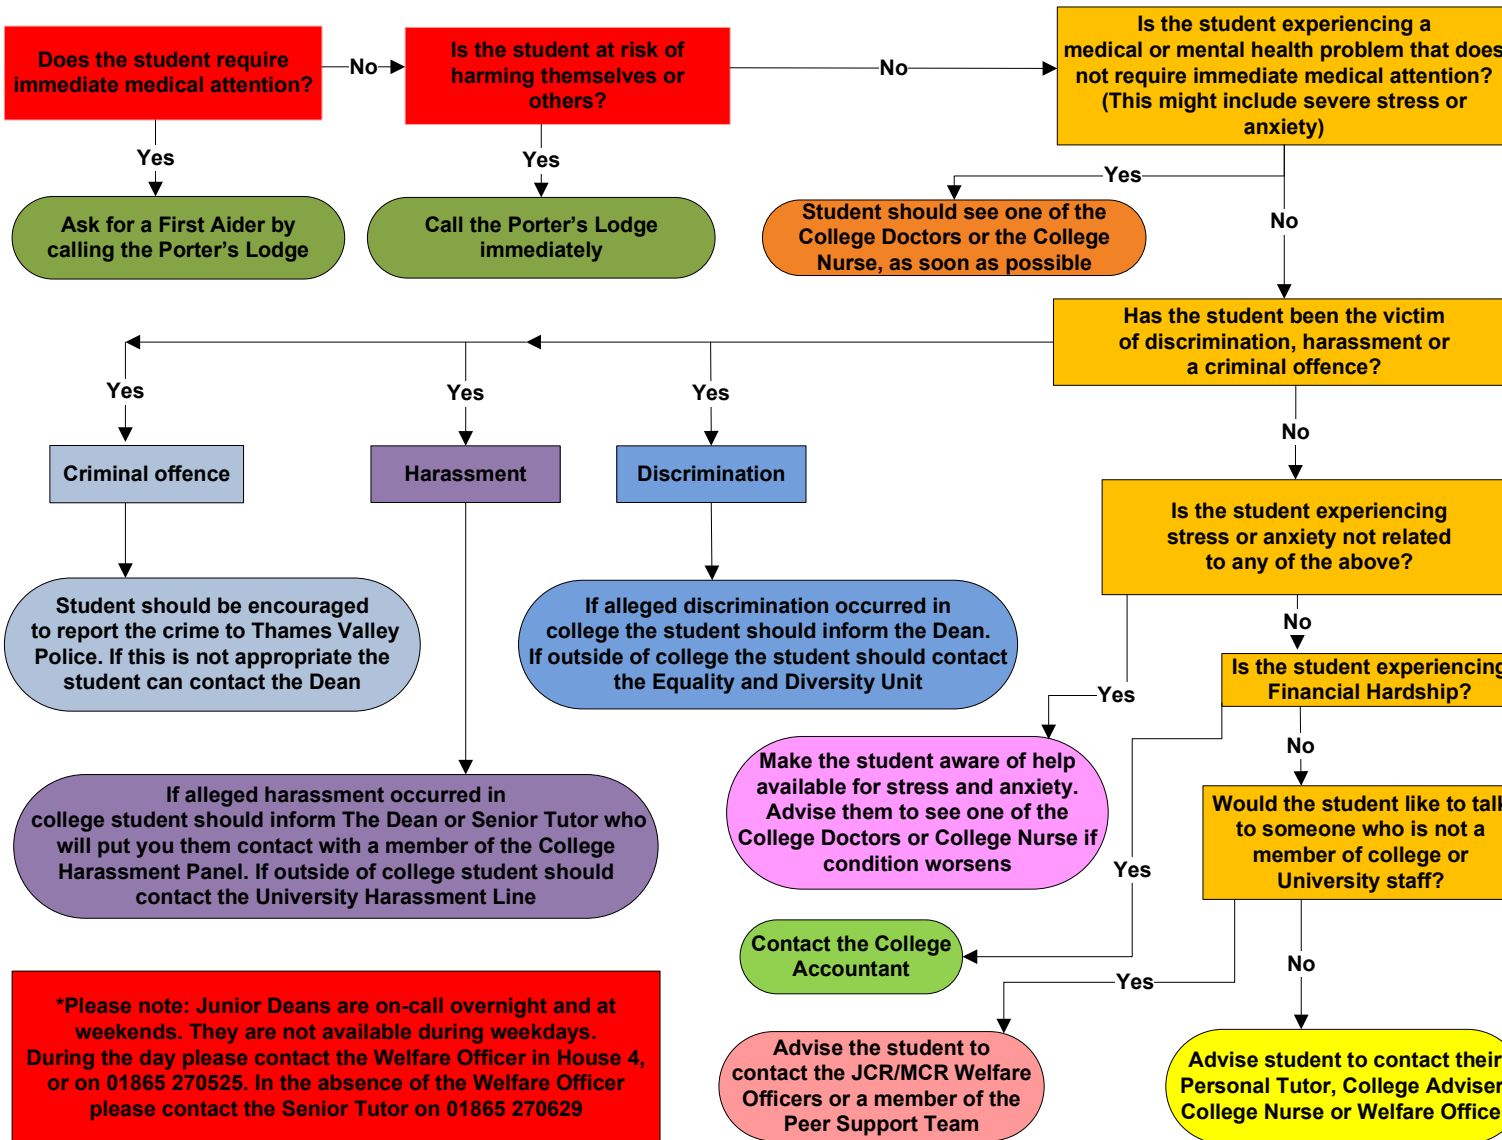 Does the student require
immediate medical attention?
No
Is the student at risk of
harming themselves or
others?
No
Is the student experiencing a
medical or mental health problem that does
not require immediate medical attention?
(This might include severe stress or
anxiety)
Yes
Yes
Yes
No
Ask for a First Aider by
calling the Porter's Lodge
Call the Porter's Lodge
immediately
Student should see one of the
College Doctors or the College
Nurse, as soon as possible
Has the student been the victim
of discrimination, harassment or
a criminal offence?
Yes
Yes
Yes
No
Criminal offence
Harassment
Discrimination
Is the student experiencing
stress or anxiety not related
to any of the above?
Student should be encouraged
to report the crime to Thames Valley
Police. If this is not appropriate the
student can contact the Dean
If alleged discrimination occurred in
college the student should inform the Dean.
If outside of college the student should contact
the Equality and Diversity Unit
Yes
No
Is the student experiencing
Financial Hardship?
No
If alleged harassment occurred in
college student should inform The Dean or Senior Tutor who
will put you them contact with a member of the College
Harassment Panel. If outside of college student should
contact the University Harassment Line
Make the student aware of help
available for stress and anxiety.
Advise them to see one of the
College Doctors or College Nurse if
condition worsens
Yes
Would the student like to talk
to someone who is not a
member of college or
University staff?
Contact the College
Accountant
Yes
No
*Please note: Junior Deans are on-call overnight and at
weekends. They are not available during weekdays.
During the day please contact the Welfare Officer in House 4,
or on 01865 270525. In the absence of the Welfare Officer
please contact the Senior Tutor on 01865 270629
Advise the student to
contact the JCR/MCR Welfare
Officers or a member of the
Peer Support Team
Advise student to contact their
Personal Tutor, College Adviser
College Nurse or Welfare Office